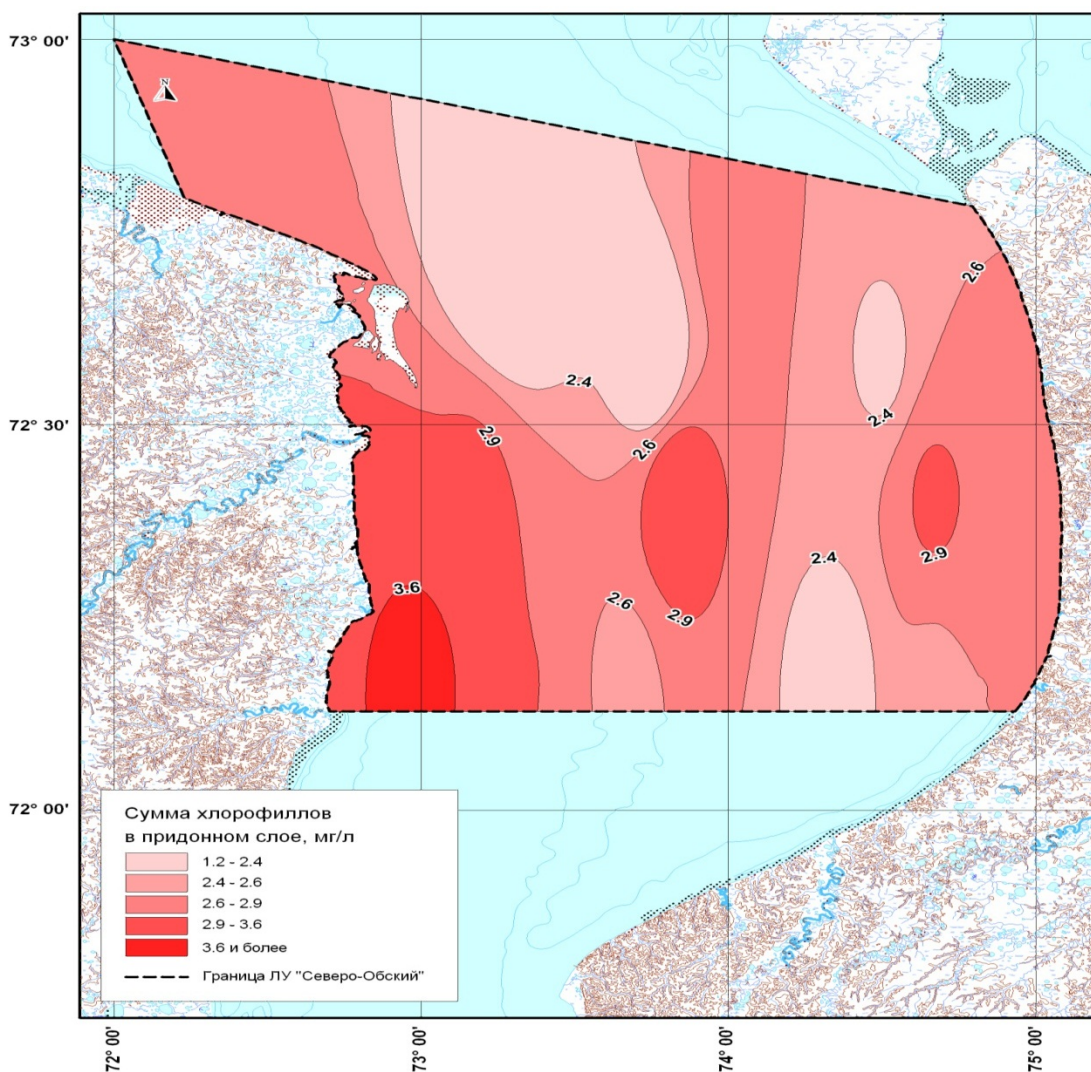 73° 00'
N
2.6
2.4
2.4
72° 30'
2.9
2.6
2.9
2.4
3.6
2.6
2.9
72° 00'
Сумма хлорофиллов
в придонном слое, мг/л
1.2 - 2.4
2.4 - 2.6
2.6 - 2.9
2.9 - 3.6
3.6 и более
Граница ЛУ "Северо-Обский"
72° 00'
73° 00'
74° 00'
75° 00'